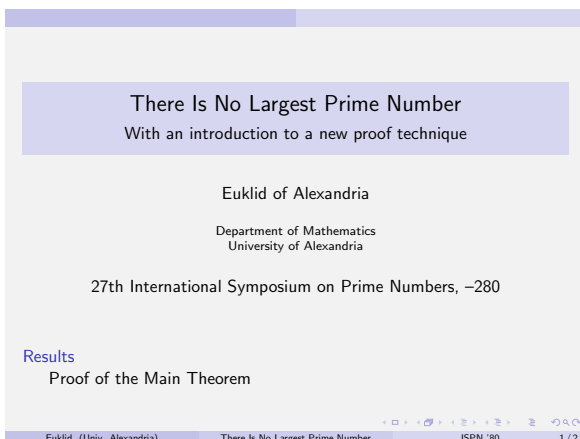 There Is No Largest Prime Number
With an introduction to a new proof technique
Euklid of Alexandria
Department of Mathematics
University of Alexandria
27th International Symposium on Prime Numbers, –280
Results
Proof of the Main Theorem
Euklid (Univ. Alexandria) There Is No Largest Prime Number ISPN '80 1 / 2